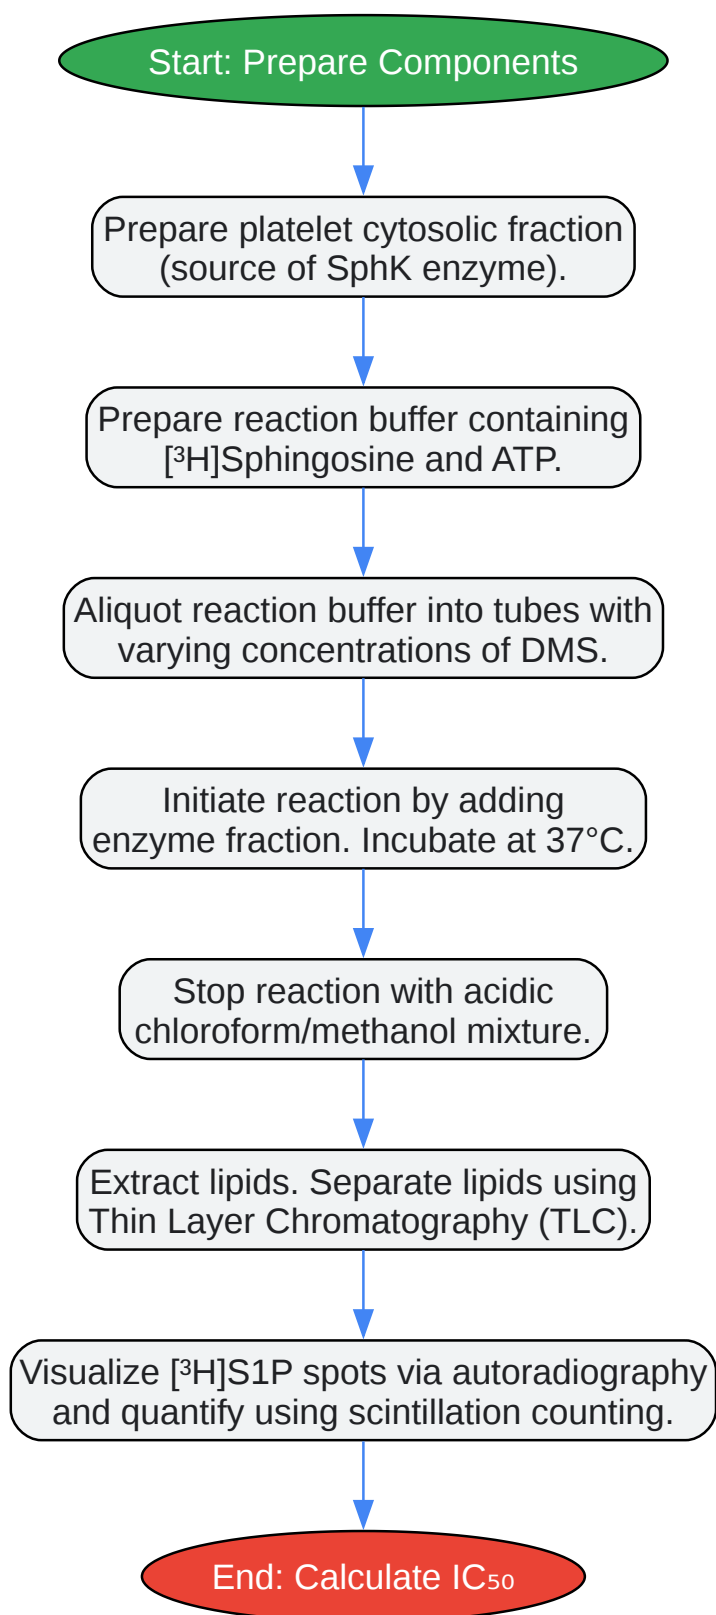 Start: Prepare Components
Prepare platelet cytosolic fraction
(source of SphK enzyme).
Prepare reaction buffer containing
[³H]Sphingosine and ATP.
Aliquot reaction buffer into tubes with
varying concentrations of DMS.
Initiate reaction by adding
enzyme fraction. Incubate at 37°C.
Stop reaction with acidic
chloroform/methanol mixture.
Extract lipids. Separate lipids using
Thin Layer Chromatography (TLC).
Visualize [³H]S1P spots via autoradiography
and quantify using scintillation counting.
End: Calculate IC₅₀